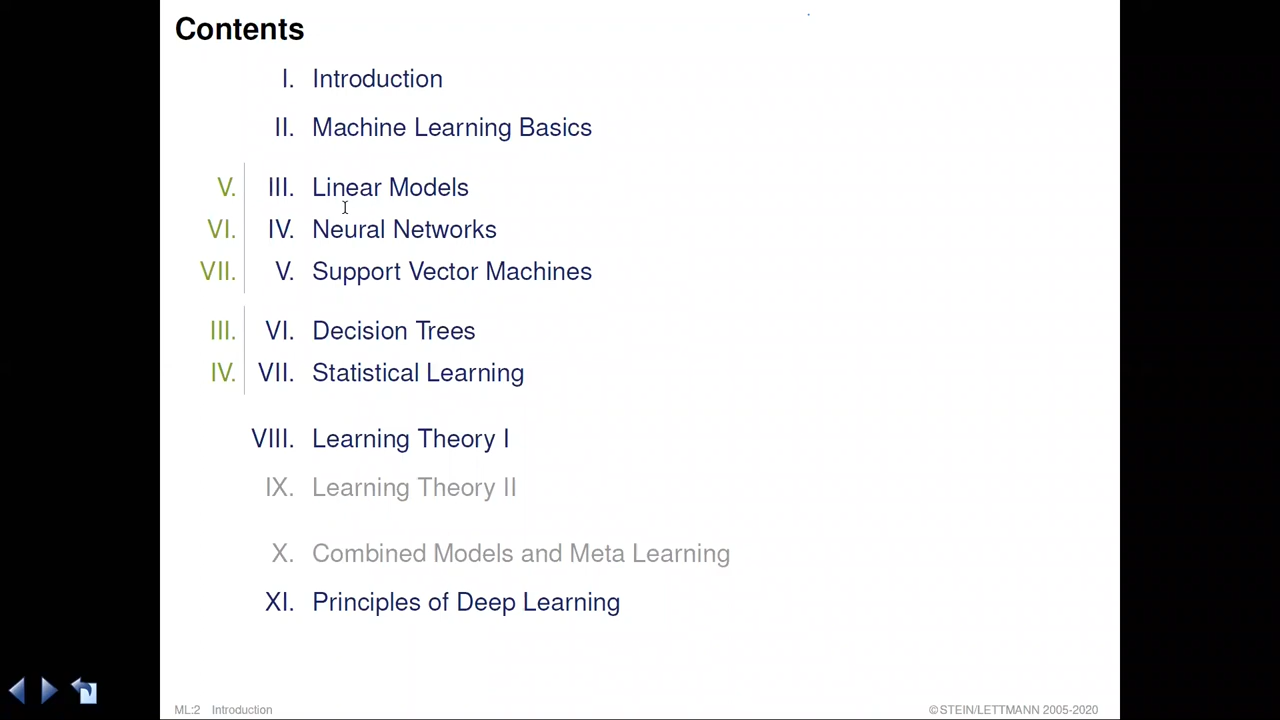 Contents
I. Introduction
II. Machine Learning Basics
V. III. Linear Models
VI. IV. Neural Networks
VII. V. Support Vector Machines
III. VI. Decision Trees
IV. VII. Statistical Learning
VIII. Learning Theory I
IX. Learning Theory II
X. Combined Models and Meta Learning
XI. Principles of Deep Learning
ML:2 Introduction ©STEIN/LETTMANN 2005-2020